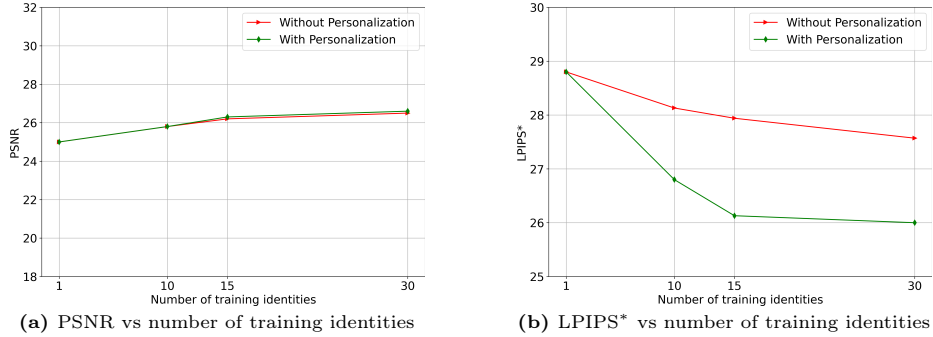 32
30
28
26
24
22
20
18
PSNR
1
10
15
30
Number of training identities
Without Personalization
With Personalization
(a) PSNR vs number of training identities
30
29
28
27
26
25
LPIPS*
1
10
15
30
Number of training identities
Without Personalization
With Personalization
(b) LPIPS* vs number of training identities